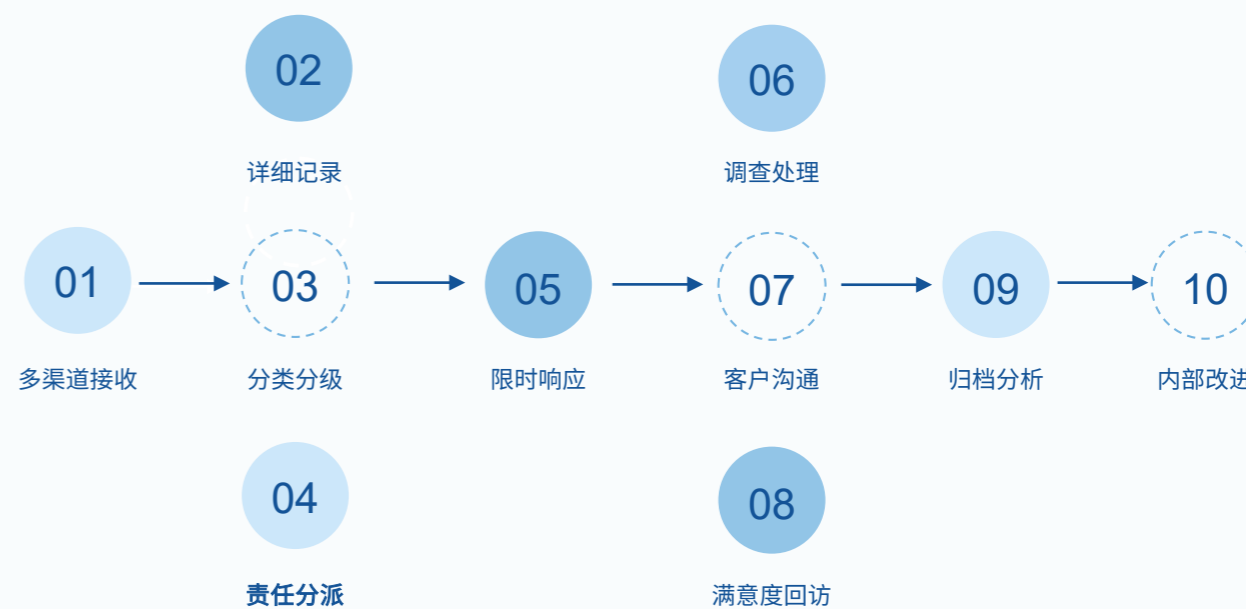 01
多渠道接收
02
详细记录
03
分类分级
04
责任分派
05
限时响应
06
调查处理
07
客户沟通
08
满意度回访
09
归档分析
10
内部改进